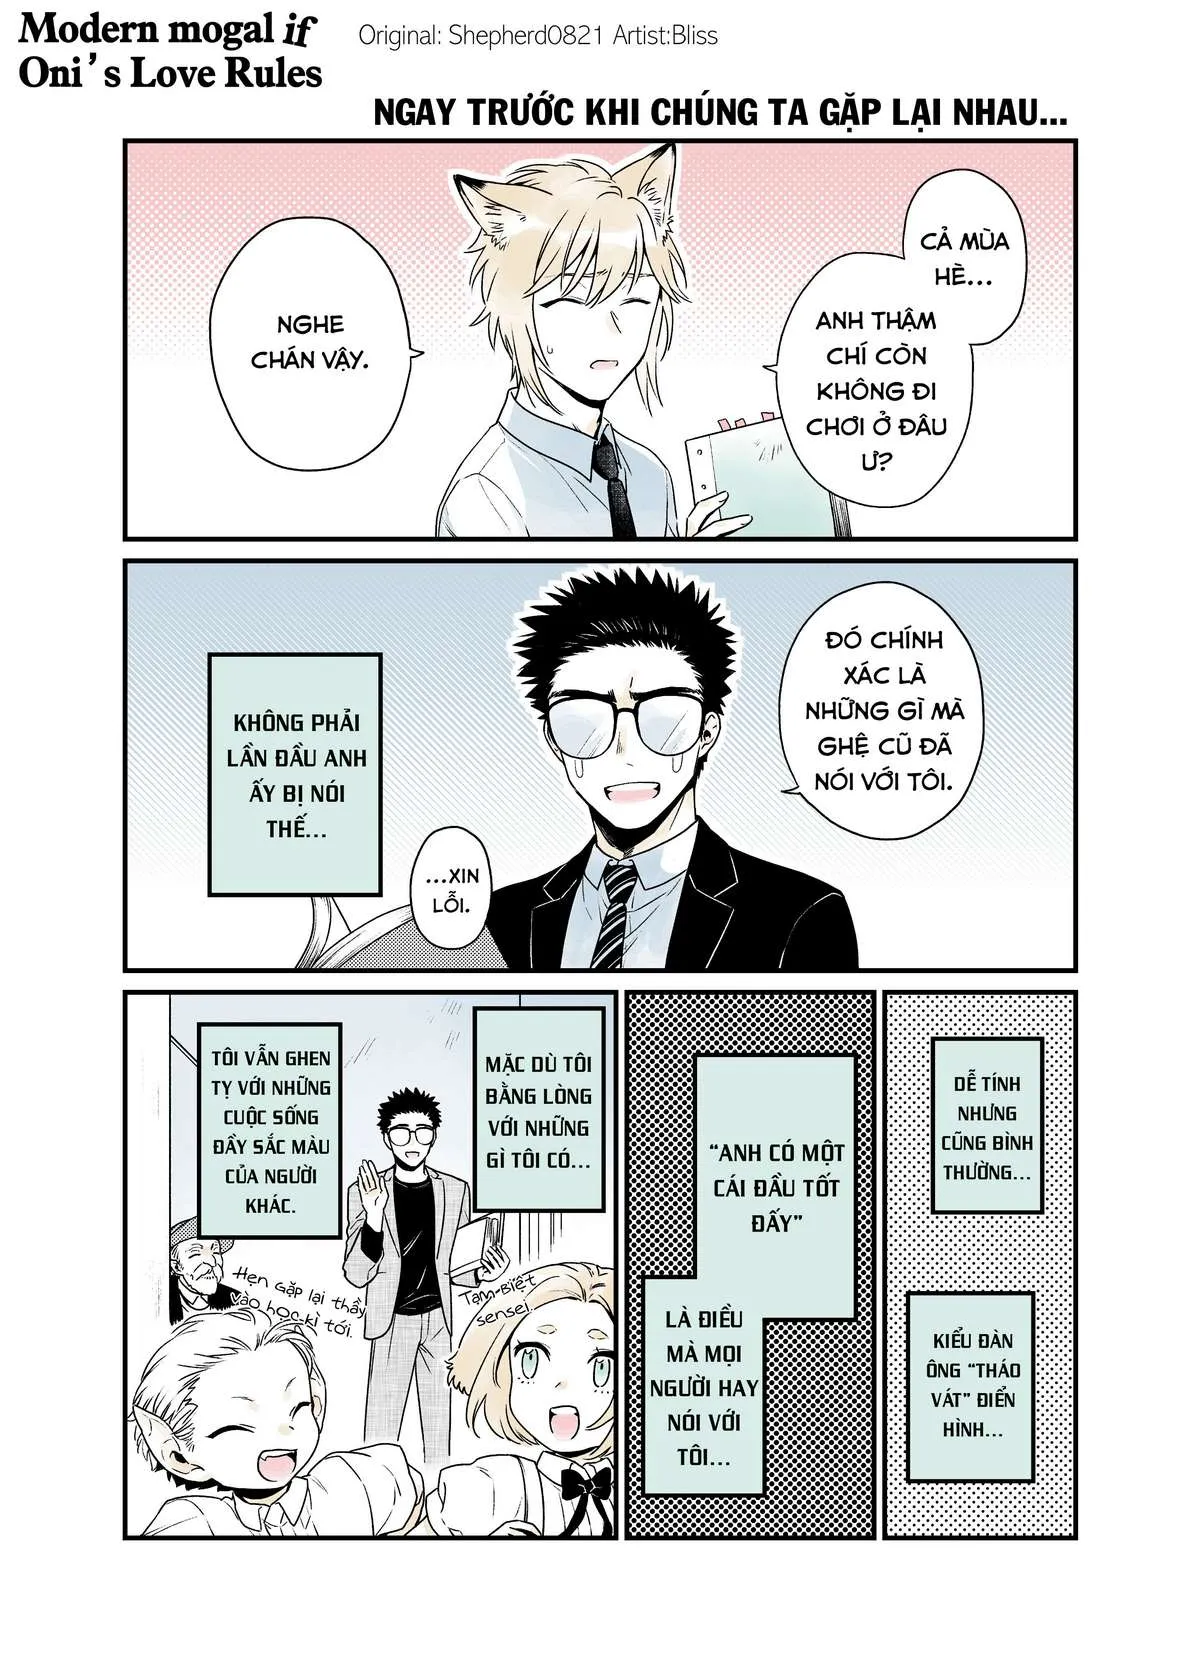 Modern mogal if
Oni's Love Rules
Original: Shepherd0821 Artist:Bliss
NGAY TRƯỚC KHI CHÚNG TA GẶP LẠI NHAU...
CẢ MÙA
HÈ...
ANH THẬM
CHÍ CÒN
KHÔNG ĐI
CHƠI Ở ĐÂU
Ư?
NGHE
CHÁN VẬY.
ĐÓ CHÍNH
XÁC LÀ
NHỮNG GÌ MÀ
GHỆ CŨ ĐÃ
NÓI VỚI TÔI.
...XIN
LỖI.
KHÔNG PHẢI
LẦN ĐẦU ANH
ẤY BỊ NÓI
THẾ...
DỄ TÍNH
NHƯNG
CŨNG BÌNH
THƯỜNG...
KIỂU ĐÀN
ÔNG “THÁO
VÁT” ĐIỂN
HÌNH...
“ANH CÓ MỘT
CÁI ĐẦU TỐT
ĐẤY”
LÀ ĐIỀU
MÀ MỌI
NGƯỜI HAY
NÓI VỚI
TÔI...
MẶC DÙ TÔI
BẰNG LÒNG
VỚI NHỮNG
GÌ TÔI CÓ...
TÔI VẪN GHEN
TỴ VỚI NHỮNG
CUỘC SỐNG
ĐẦY SẮC MÀU
CỦA NGƯỜI
KHÁC.
Tạm-Biệt
sensei.
Hẹn gặp lại thầy
vào học-kì tới.